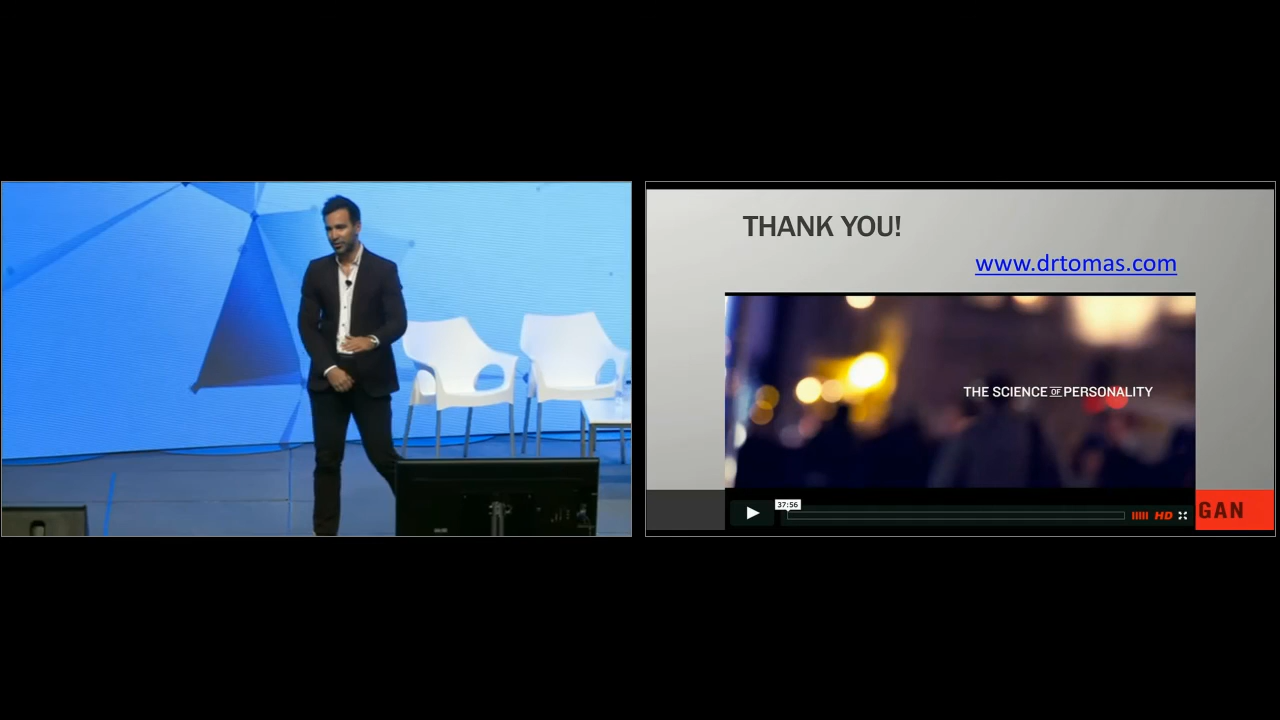 THANK YOU!
www.drtomas.com
THE SCIENCE OF PERSONALITY
37:56
HD
GAN